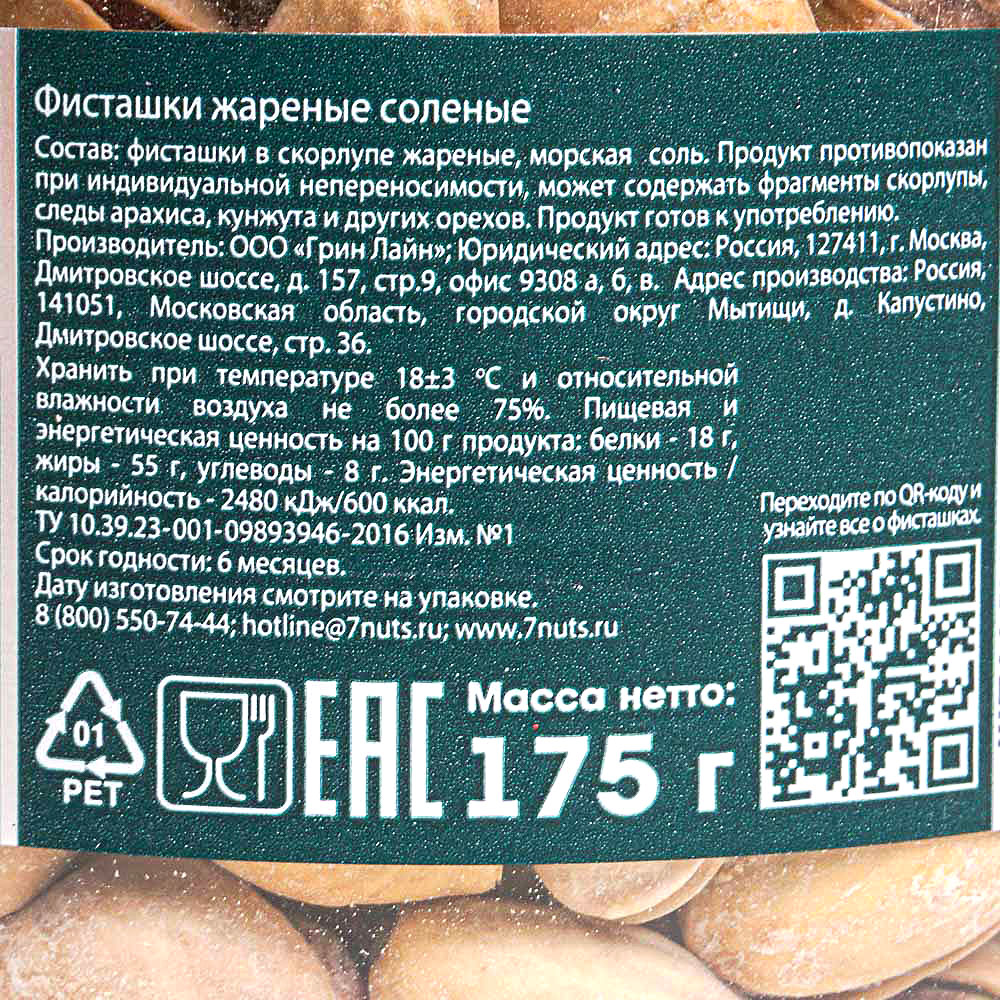 Фисташки жареные соленые
Состав: фисташки в скорлупе жареные, морская соль. Продукт противопоказан
при индивидуальной непереносимости, может содержать фрагменты скорлупы,
следы арахиса, кунжута и других орехов. Продукт готов к употреблению.
Производитель: ООО «Грин Лайн»; Юридический адрес: Россия, 127411, г. Москва,
Дмитровское шоссе, д. 157, стр.9, офис 9308 а, б, в. Адрес производства: Россия,
141051, Московская область, городской округ Мытищи, д. Капустино,
Дмитровское шоссе, стр. 36.
Хранить при температуре 18±3 °С и относительной
влажности воздуха не более 75%. Пищевая и
энергетическая ценность на 100 г продукта: белки - 18 г,
жиры - 55 г, углеводы - 8 г. Энергетическая ценность /
калорийность - 2480 кДж/600 ккал.
ТУ 10.39.23-001-09893946-2016 Изм. №1
Срок годности: 6 месяцев.
Дату изготовления смотрите на упаковке.
8 (800) 550-74-44; hotline@7nuts.ru; www.7nuts.ru
Переходите по QR-коду и
узнайте все о фисташках.
01
PET
EAC
Масса нетто:
175 г